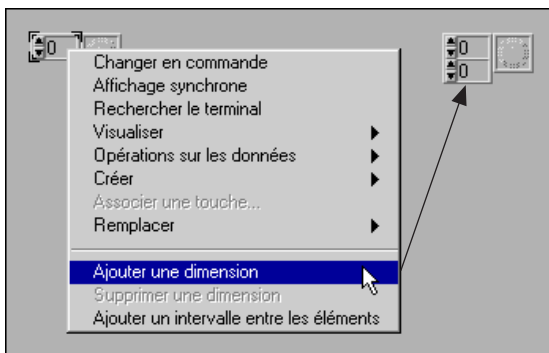 0
0
0
Changer en commande
Affichage synchrone
Rechercher le terminal
Visualiser
Opérations sur les données
Créer
Associer une touche...
Remplacer
Ajouter une dimension
Supprimer une dimension
Ajouter un intervalle entre les éléments